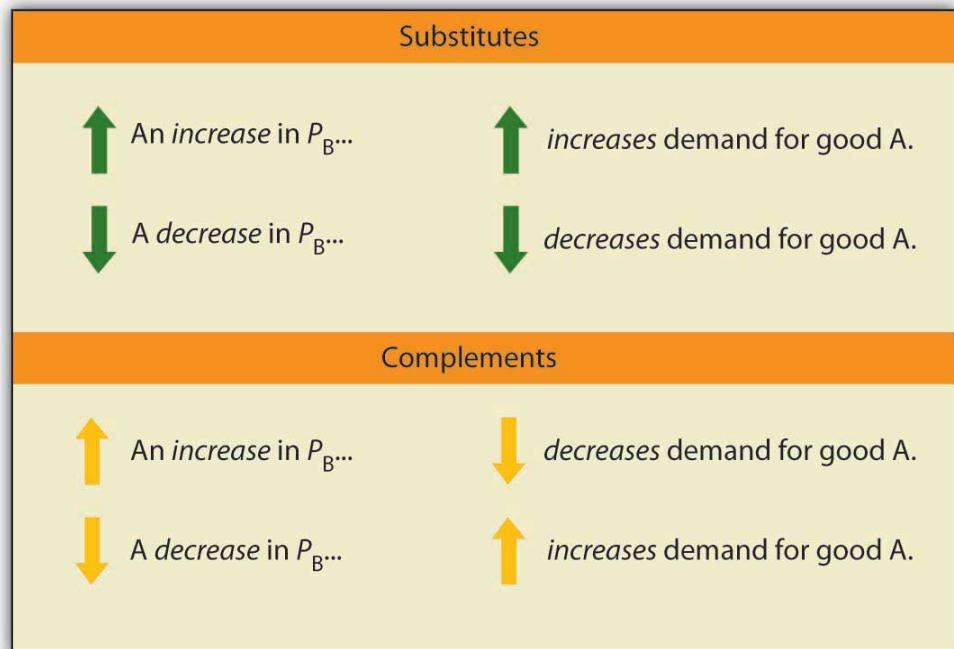 Substitutes
An increase in PB... increases demand for good A.
A decrease in PB... decreases demand for good A.
Complements
An increase in PB... decreases demand for good A.
A decrease in PB... increases demand for good A.